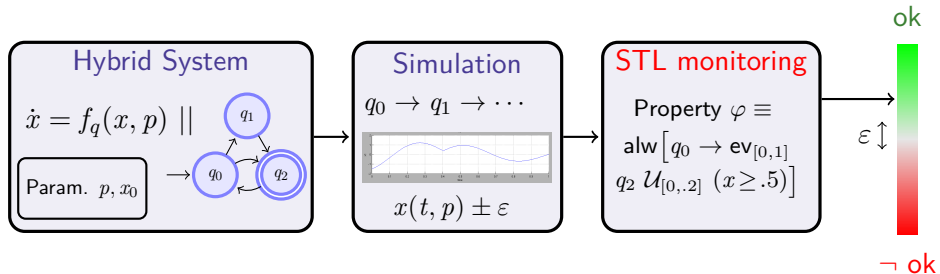 Hybrid System
ẋ = f_q(x, p) ||
q₁
q₀
q₂
Param. p, x₀
Simulation
q₀ → q₁ → ⋯
x(t, p) ± ε
STL monitoring
Property φ ≡
alw[q₀ → ev_[0,1]
q₂ 𝒰_[0,.2] (x ≥ .5)]
ok
ε
¬ ok